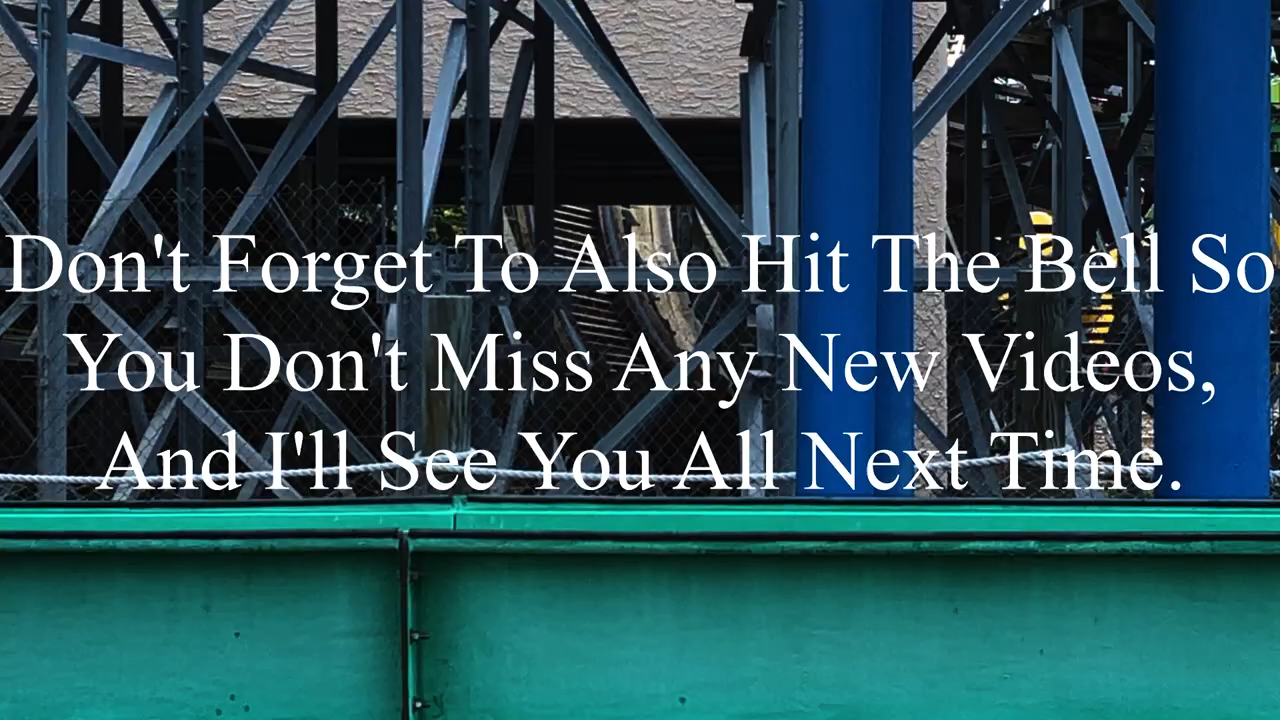 Don't Forget To Also Hit The Bell So
You Don't Miss Any New Videos,
And I'll See You All Next Time.